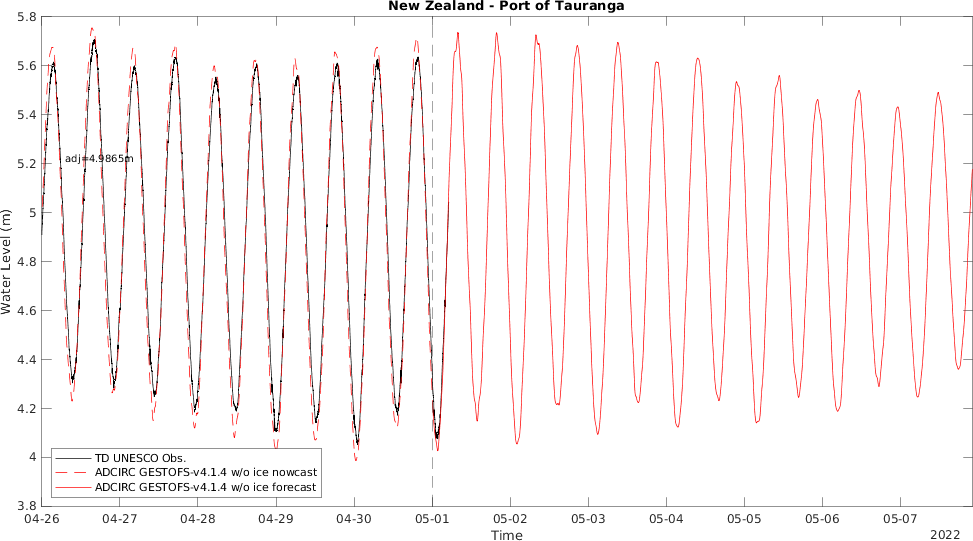 New Zealand - Port of Tauranga
5.8
5.6
5.4
5.2
5
4.8
4.6
4.4
4.2
4
3.8
Water Level (m)
adj=4.9865m
TD UNESCO Obs.
ADCIRC GESTOFS-v4.1.4 w/o ice nowcast
ADCIRC GESTOFS-v4.1.4 w/o ice forecast
04-26 04-27 04-28 04-29 04-30 05-01 05-02 05-03 05-04 05-05 05-06 05-07
Time
2022